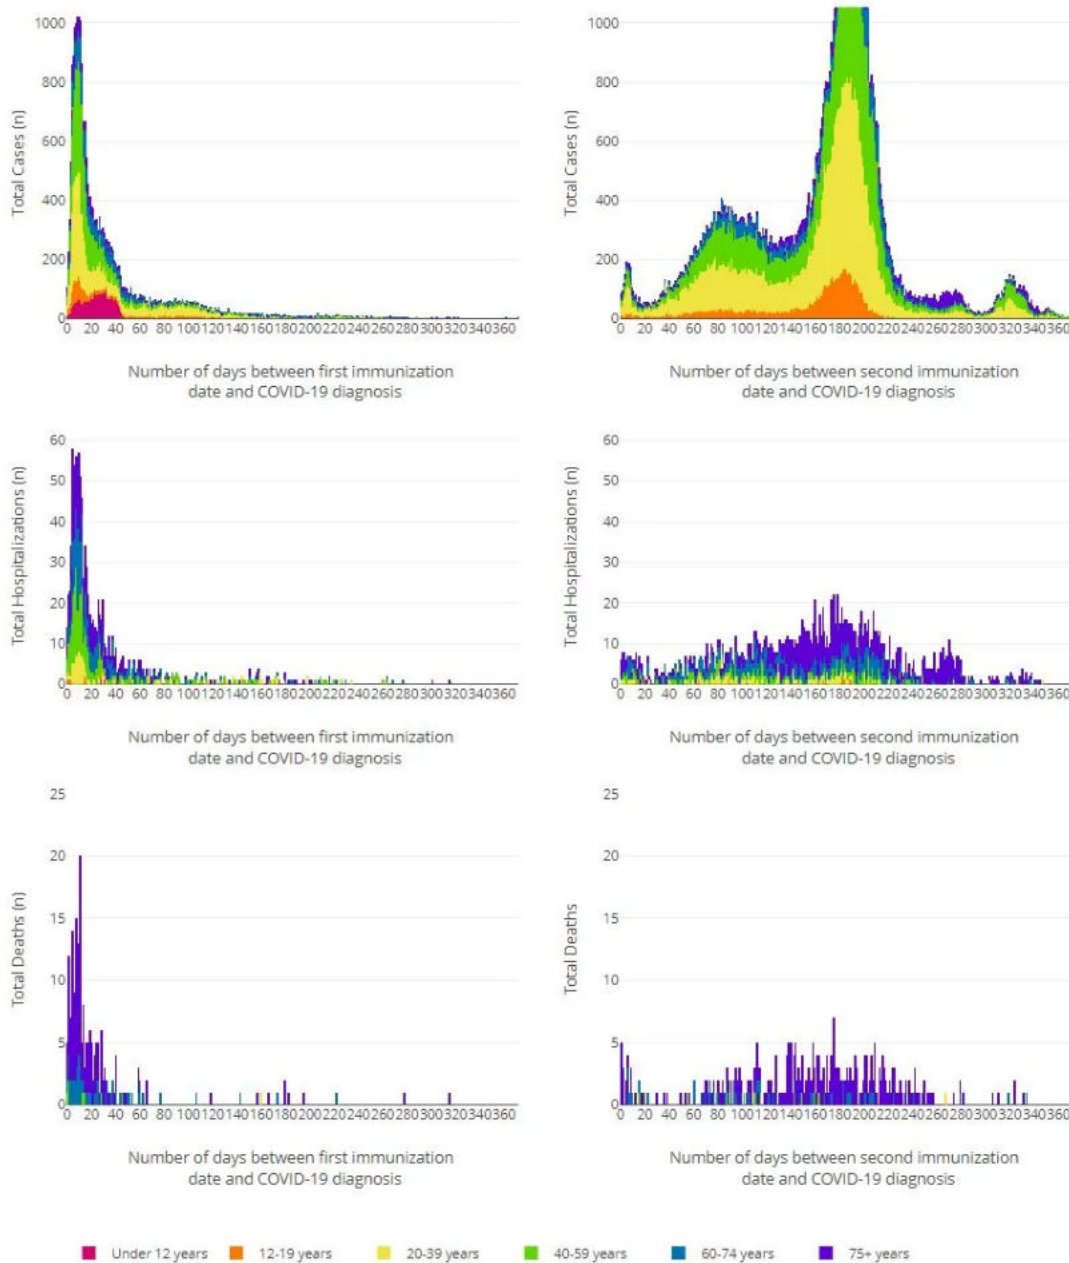 1000
800
600
400
200
0
Total Cases (n)
0 20 40 60 80 100120140160180200220240260280300320340360
Number of days between first immunization
date and COVID-19 diagnosis
1000
800
600
400
200
0
Total Cases (n)
0 20 40 60 80 100120140160180200220240260280300320340360
Number of days between second immunization
date and COVID-19 diagnosis
60
50
40
30
20
10
0
Total Hospitalizations (n)
0 20 40 60 80 100120140160180200220240260280300320340360
Number of days between first immunization
date and COVID-19 diagnosis
60
50
40
30
20
10
0
Total Hospitalizations (n)
0 20 40 60 80 100120140160180200220240260280300320340360
Number of days between second immunization
date and COVID-19 diagnosis
25
20
15
10
5
0
Total Deaths (n)
0 20 40 60 80 100120140160180200220240260280300320340360
Number of days between first immunization
date and COVID-19 diagnosis
25
20
15
10
5
0
Total Deaths
0 20 40 60 80 100120140160180200220240260280300320340360
Number of days between second immunization
date and COVID-19 diagnosis
Under 12 years 12-19 years 20-39 years 40-59 years 60-74 years 75+ years